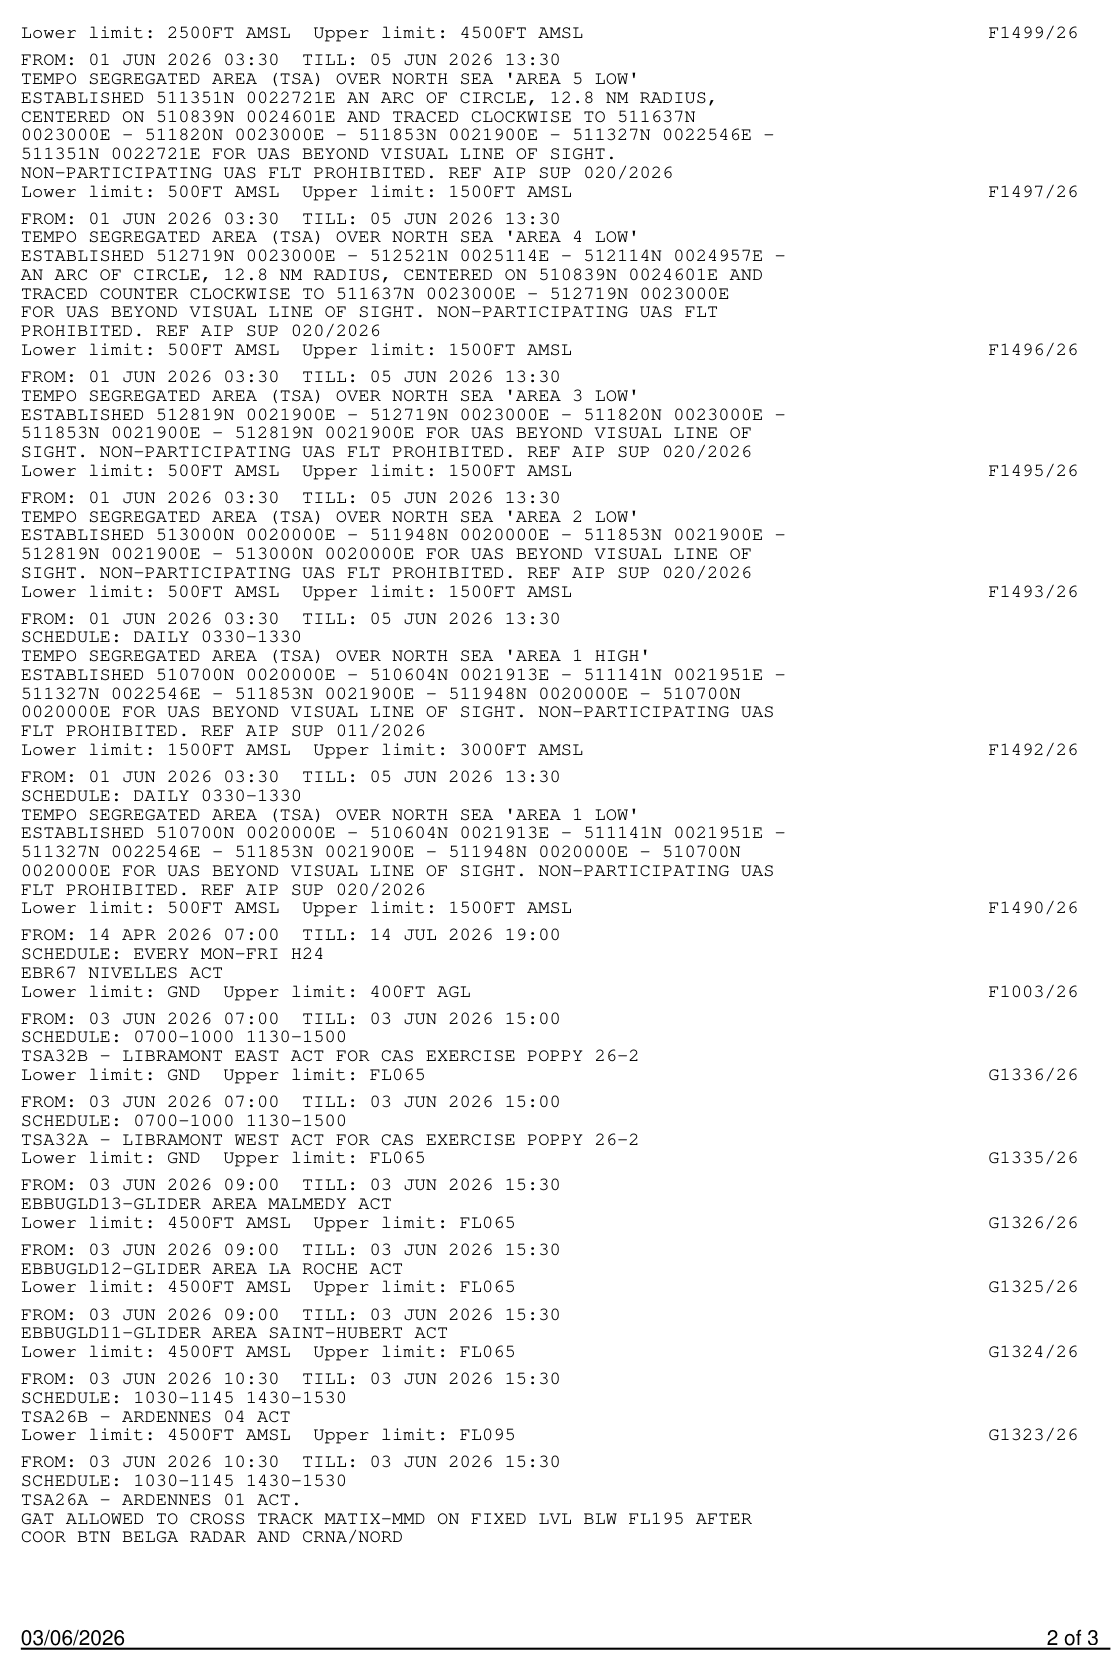 Lower limit: 2500FT AMSL  Upper limit: 4500FT AMSL  F1499/26
FROM: 01 JUN 2026 03:30  TILL: 05 JUN 2026 13:30
TEMPO SEGREGATED AREA (TSA) OVER NORTH SEA 'AREA 5 LOW'
ESTABLISHED 511351N 0022721E AN ARC OF CIRCLE, 12.8 NM RADIUS,
CENTERED ON 510839N 0024601E AND TRACED CLOCKWISE TO 511637N
0023000E - 511820N 0023000E - 511853N 0021900E - 511327N 0022546E -
511351N 0022721E FOR UAS BEYOND VISUAL LINE OF SIGHT.
NON-PARTICIPATING UAS FLT PROHIBITED. REF AIP SUP 020/2026
Lower limit: 500FT AMSL  Upper limit: 1500FT AMSL  F1497/26
FROM: 01 JUN 2026 03:30  TILL: 05 JUN 2026 13:30
TEMPO SEGREGATED AREA (TSA) OVER NORTH SEA 'AREA 4 LOW'
ESTABLISHED 512719N 0023000E - 512521N 0025114E - 512114N 0024957E -
AN ARC OF CIRCLE, 12.8 NM RADIUS, CENTERED ON 510839N 0024601E AND
TRACED COUNTER CLOCKWISE TO 511637N 0023000E - 512719N 0023000E
FOR UAS BEYOND VISUAL LINE OF SIGHT. NON-PARTICIPATING UAS FLT
PROHIBITED. REF AIP SUP 020/2026
Lower limit: 500FT AMSL  Upper limit: 1500FT AMSL  F1496/26
FROM: 01 JUN 2026 03:30  TILL: 05 JUN 2026 13:30
TEMPO SEGREGATED AREA (TSA) OVER NORTH SEA 'AREA 3 LOW'
ESTABLISHED 512819N 0021900E - 512719N 0023000E - 511820N 0023000E -
511853N 0021900E - 512819N 0021900E FOR UAS BEYOND VISUAL LINE OF
SIGHT. NON-PARTICIPATING UAS FLT PROHIBITED. REF AIP SUP 020/2026
Lower limit: 500FT AMSL  Upper limit: 1500FT AMSL  F1495/26
FROM: 01 JUN 2026 03:30  TILL: 05 JUN 2026 13:30
TEMPO SEGREGATED AREA (TSA) OVER NORTH SEA 'AREA 2 LOW'
ESTABLISHED 513000N 0020000E - 511948N 0020000E - 511853N 0021900E -
512819N 0021900E - 513000N 0020000E FOR UAS BEYOND VISUAL LINE OF
SIGHT. NON-PARTICIPATING UAS FLT PROHIBITED. REF AIP SUP 020/2026
Lower limit: 500FT AMSL  Upper limit: 1500FT AMSL  F1493/26
FROM: 01 JUN 2026 03:30  TILL: 05 JUN 2026 13:30
SCHEDULE: DAILY 0330-1330
TEMPO SEGREGATED AREA (TSA) OVER NORTH SEA 'AREA 1 HIGH'
ESTABLISHED 510700N 0020000E - 510604N 0021913E - 511141N 0021951E -
511327N 0022546E - 511853N 0021900E - 511948N 0020000E - 510700N
0020000E FOR UAS BEYOND VISUAL LINE OF SIGHT. NON-PARTICIPATING UAS
FLT PROHIBITED. REF AIP SUP 011/2026
Lower limit: 1500FT AMSL  Upper limit: 3000FT AMSL  F1492/26
FROM: 01 JUN 2026 03:30  TILL: 05 JUN 2026 13:30
SCHEDULE: DAILY 0330-1330
TEMPO SEGREGATED AREA (TSA) OVER NORTH SEA 'AREA 1 LOW'
ESTABLISHED 510700N 0020000E - 510604N 0021913E - 511141N 0021951E -
511327N 0022546E - 511853N 0021900E - 511948N 0020000E - 510700N
0020000E FOR UAS BEYOND VISUAL LINE OF SIGHT. NON-PARTICIPATING UAS
FLT PROHIBITED. REF AIP SUP 020/2026
Lower limit: 500FT AMSL  Upper limit: 1500FT AMSL  F1490/26
FROM: 14 APR 2026 07:00  TILL: 14 JUL 2026 19:00
SCHEDULE: EVERY MON-FRI H24
EBR67 NIVELLES ACT
Lower limit: GND  Upper limit: 400FT AGL  F1003/26
FROM: 03 JUN 2026 07:00  TILL: 03 JUN 2026 15:00
SCHEDULE: 0700-1000 1130-1500
TSA32B - LIBRAMONT EAST ACT FOR CAS EXERCISE POPPY 26-2
Lower limit: GND  Upper limit: FL065  G1336/26
FROM: 03 JUN 2026 07:00  TILL: 03 JUN 2026 15:00
SCHEDULE: 0700-1000 1130-1500
TSA32A - LIBRAMONT WEST ACT FOR CAS EXERCISE POPPY 26-2
Lower limit: GND  Upper limit: FL065  G1335/26
FROM: 03 JUN 2026 09:00  TILL: 03 JUN 2026 15:30
EBBUGLD13-GLIDER AREA MALMEDY ACT
Lower limit: 4500FT AMSL  Upper limit: FL065  G1326/26
FROM: 03 JUN 2026 09:00  TILL: 03 JUN 2026 15:30
EBBUGLD12-GLIDER AREA LA ROCHE ACT
Lower limit: 4500FT AMSL  Upper limit: FL065  G1325/26
FROM: 03 JUN 2026 09:00  TILL: 03 JUN 2026 15:30
EBBUGLD11-GLIDER AREA SAINT-HUBERT ACT
Lower limit: 4500FT AMSL  Upper limit: FL065  G1324/26
FROM: 03 JUN 2026 10:30  TILL: 03 JUN 2026 15:30
SCHEDULE: 1030-1145 1430-1530
TSA26B - ARDENNES 04 ACT
Lower limit: 4500FT AMSL  Upper limit: FL095  G1323/26
FROM: 03 JUN 2026 10:30  TILL: 03 JUN 2026 15:30
SCHEDULE: 1030-1145 1430-1530
TSA26A - ARDENNES 01 ACT.
GAT ALLOWED TO CROSS TRACK MATIX-MMD ON FIXED LVL BLW FL195 AFTER
COOR BTN BELGA RADAR AND CRNA/NORD
03/06/2026  2 of 3